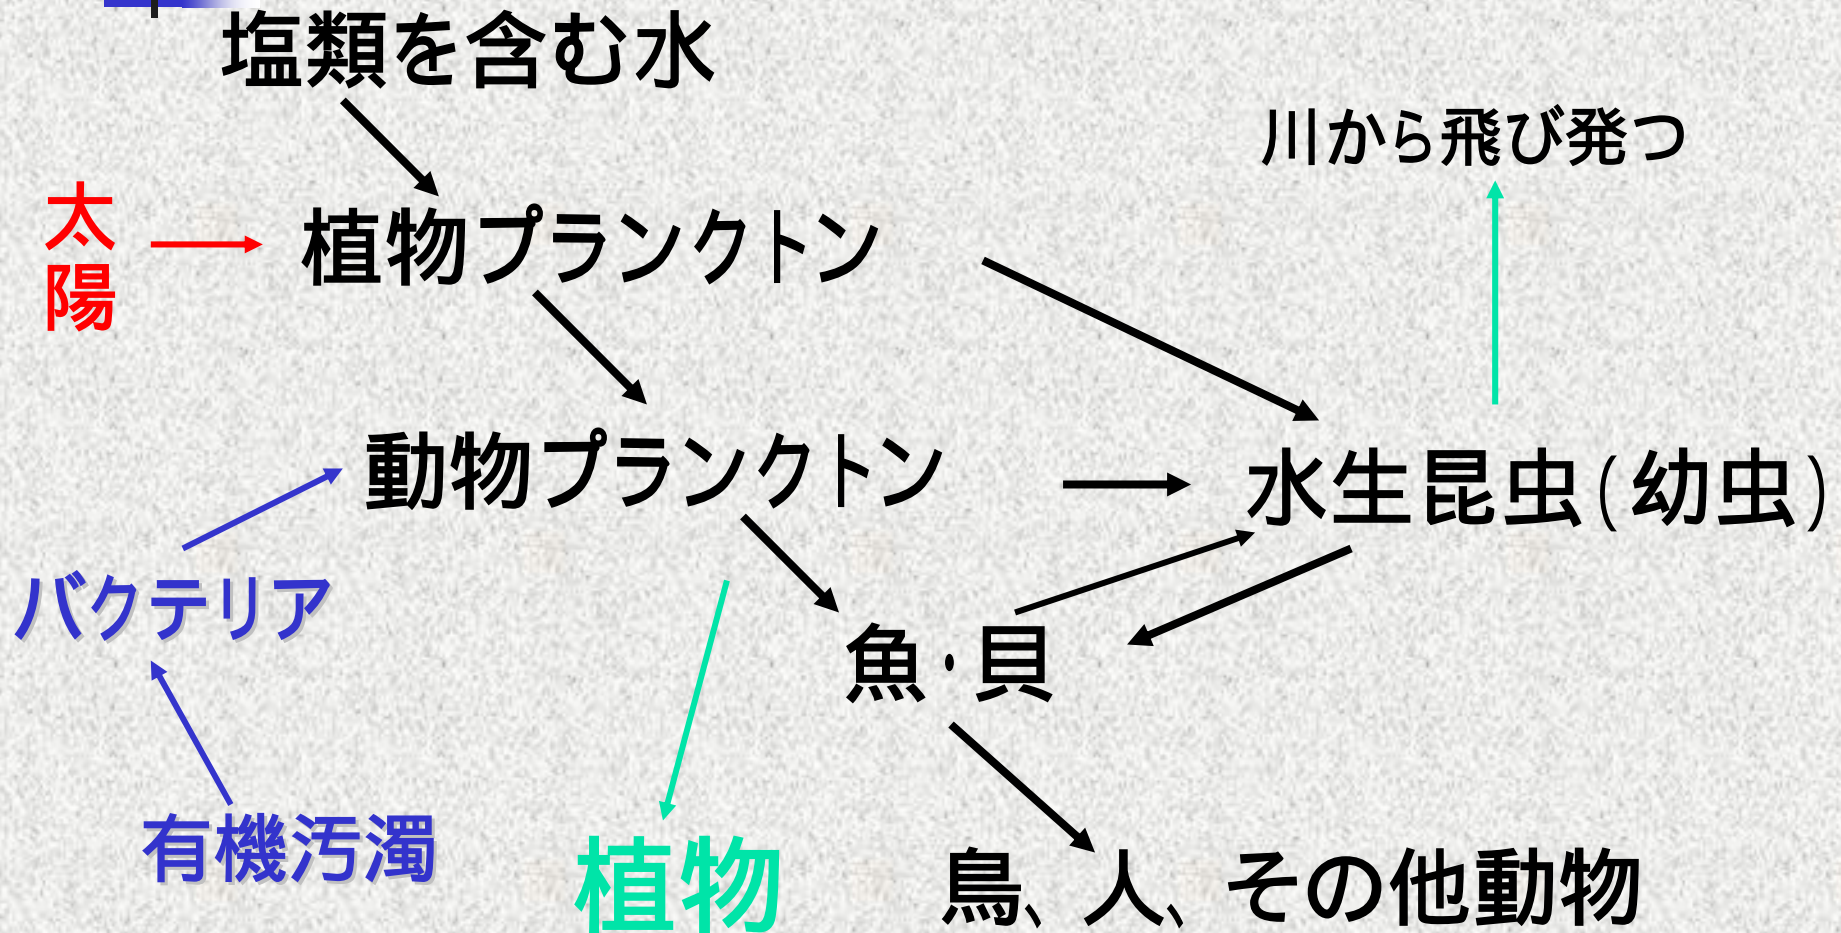 塩類を含む水
川から飛び発つ
太
陽
植物プランクトン
動物プランクトン
水生昆虫(幼虫)
バクテリア
魚・貝
有機汚濁
植物
鳥、人、その他動物